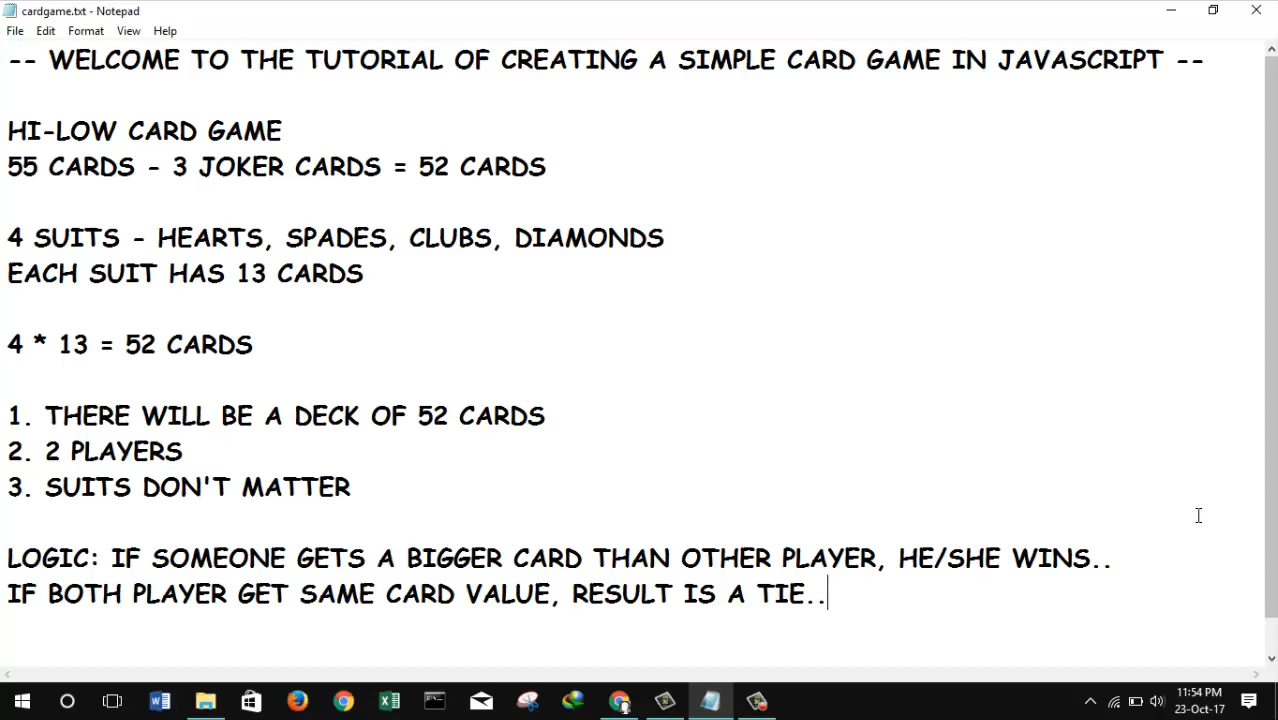 cardgame.txt - Notepad
File Edit Format View Help
-- WELCOME TO THE TUTORIAL OF CREATING A SIMPLE CARD GAME IN JAVASCRIPT --
HI-LOW CARD GAME
55 CARDS - 3 JOKER CARDS = 52 CARDS
4 SUITS - HEARTS, SPADES, CLUBS, DIAMONDS
EACH SUIT HAS 13 CARDS
4 * 13 = 52 CARDS
1. THERE WILL BE A DECK OF 52 CARDS
2. 2 PLAYERS
3. SUITS DON'T MATTER
LOGIC: IF SOMEONE GETS A BIGGER CARD THAN OTHER PLAYER, HE/SHE WINS..
IF BOTH PLAYER GET SAME CARD VALUE, RESULT IS A TIE..
11:54 PM
23-Oct-17